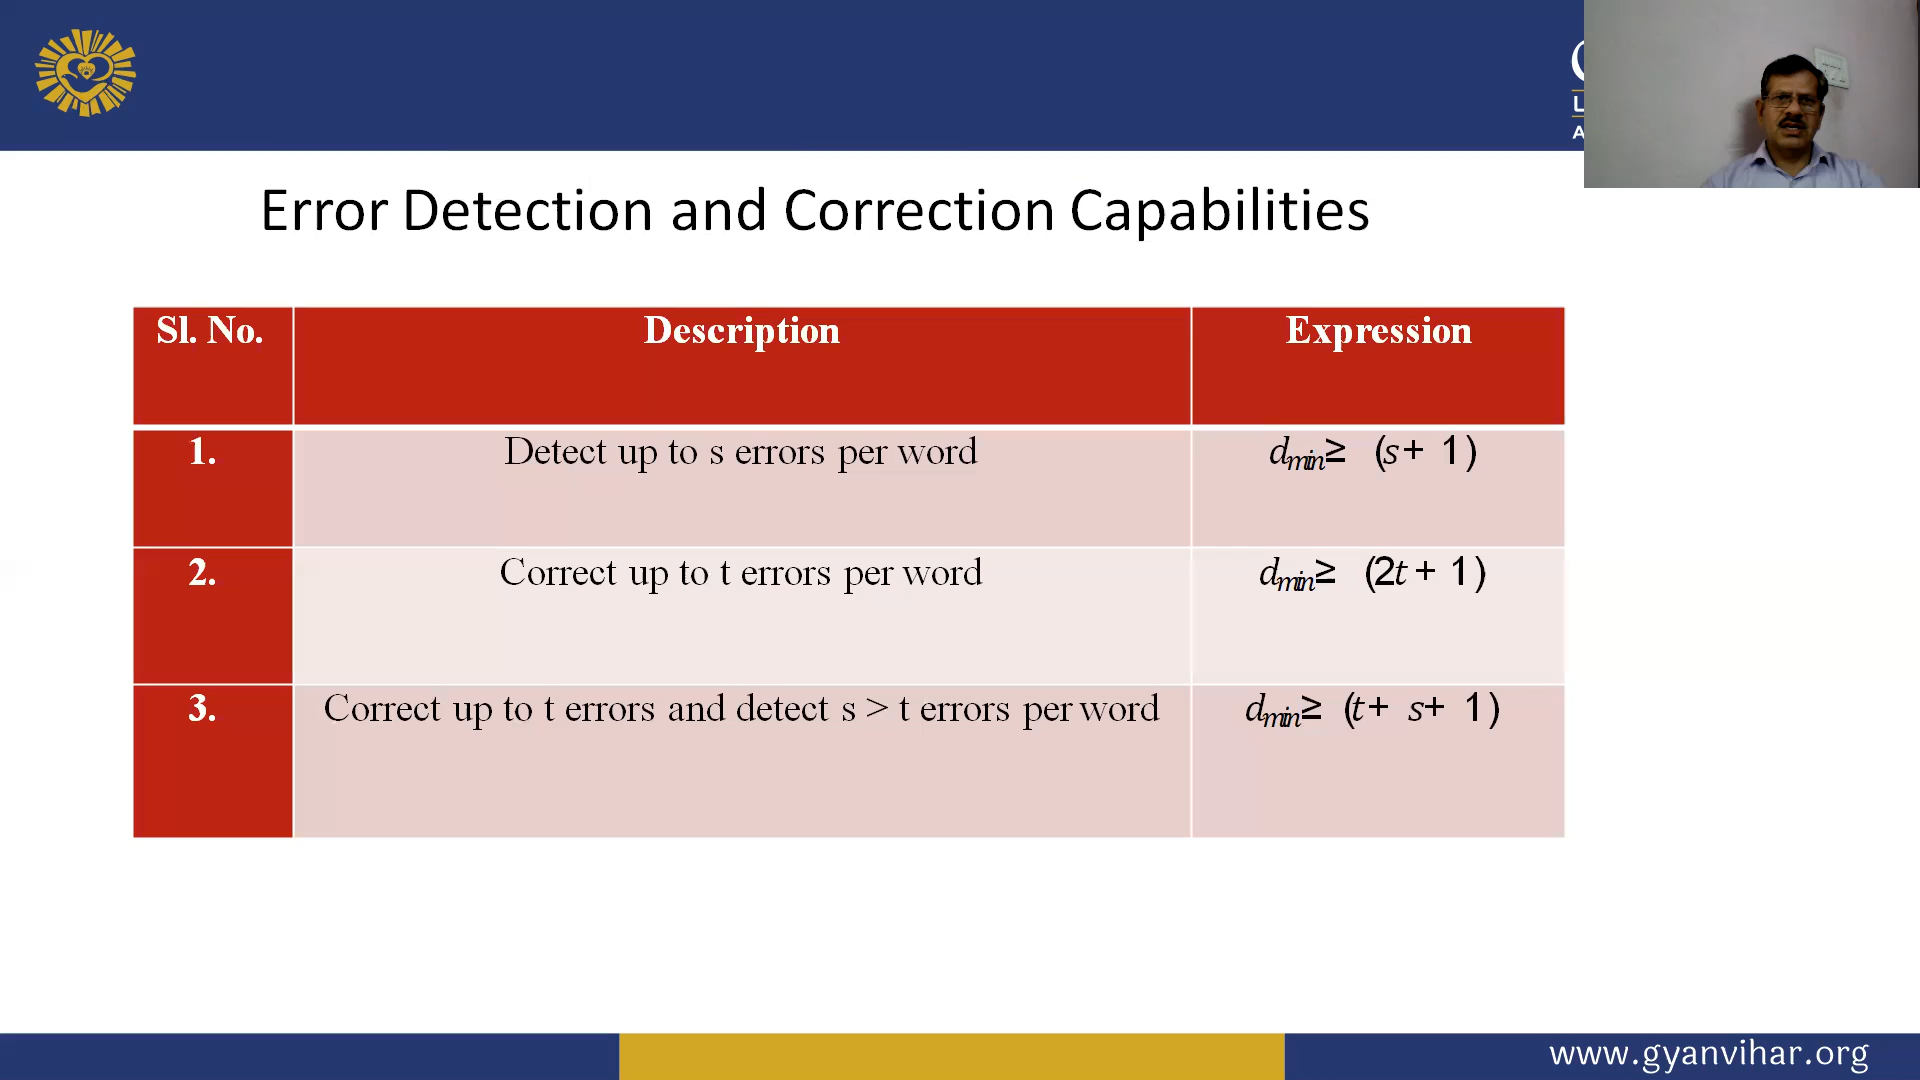 Error Detection and Correction Capabilities
Sl. No. Description Expression
1. Detect up to s errors per word dmin≥ (s+ 1)
2. Correct up to t errors per word dmin≥ (2t+ 1)
3. Correct up to t errors and detect s > t errors per word dmin≥ (t+ s+ 1)
www.gyanvihar.org